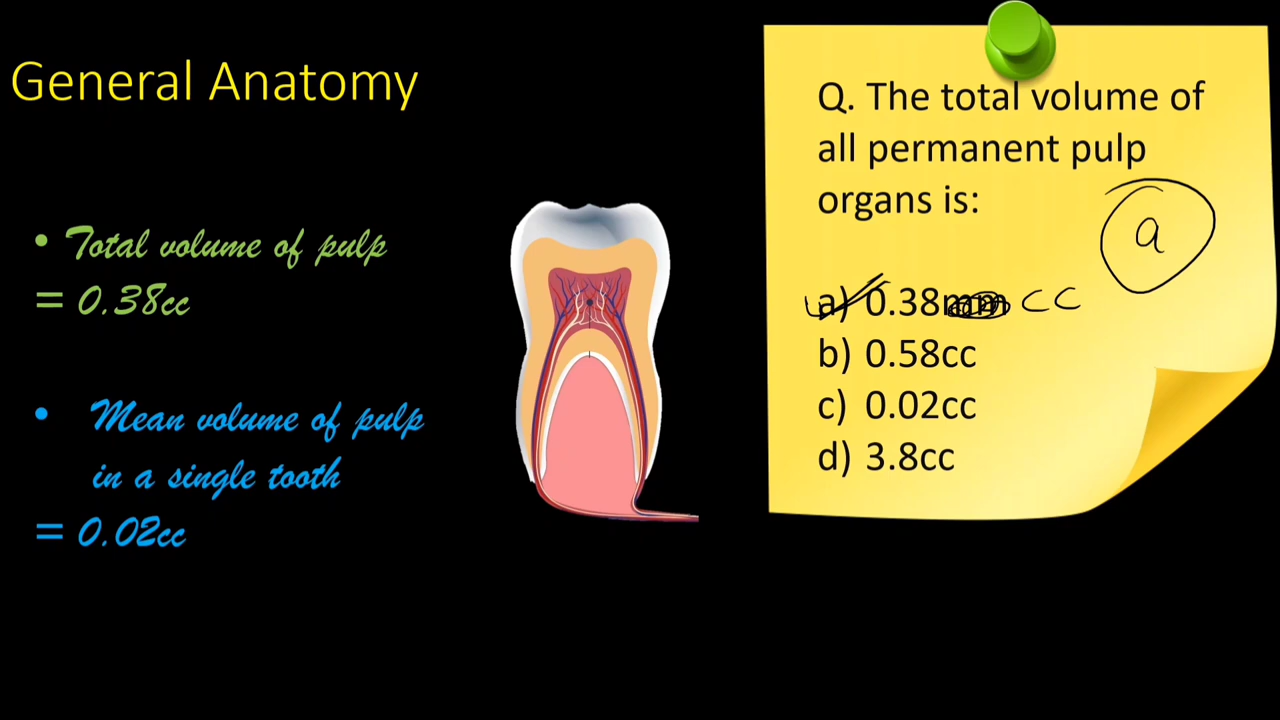 General Anatomy
• Total volume of pulp
= 0.38cc
• Mean volume of pulp
in a single tooth
= 0.02cc
Q. The total volume of
all permanent pulp
organs is:
a
a) 0.38mm cc
b) 0.58cc
c) 0.02cc
d) 3.8cc